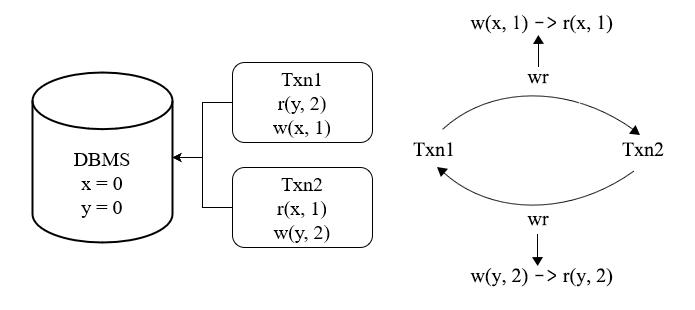 w(x, 1) -> r(x, 1)
wr
Txn1
r(y, 2)
w(x, 1)
DBMS
x = 0
y = 0
Txn2
r(x, 1)
w(y, 2)
Txn1
Txn2
wr
w(y, 2) -> r(y, 2)